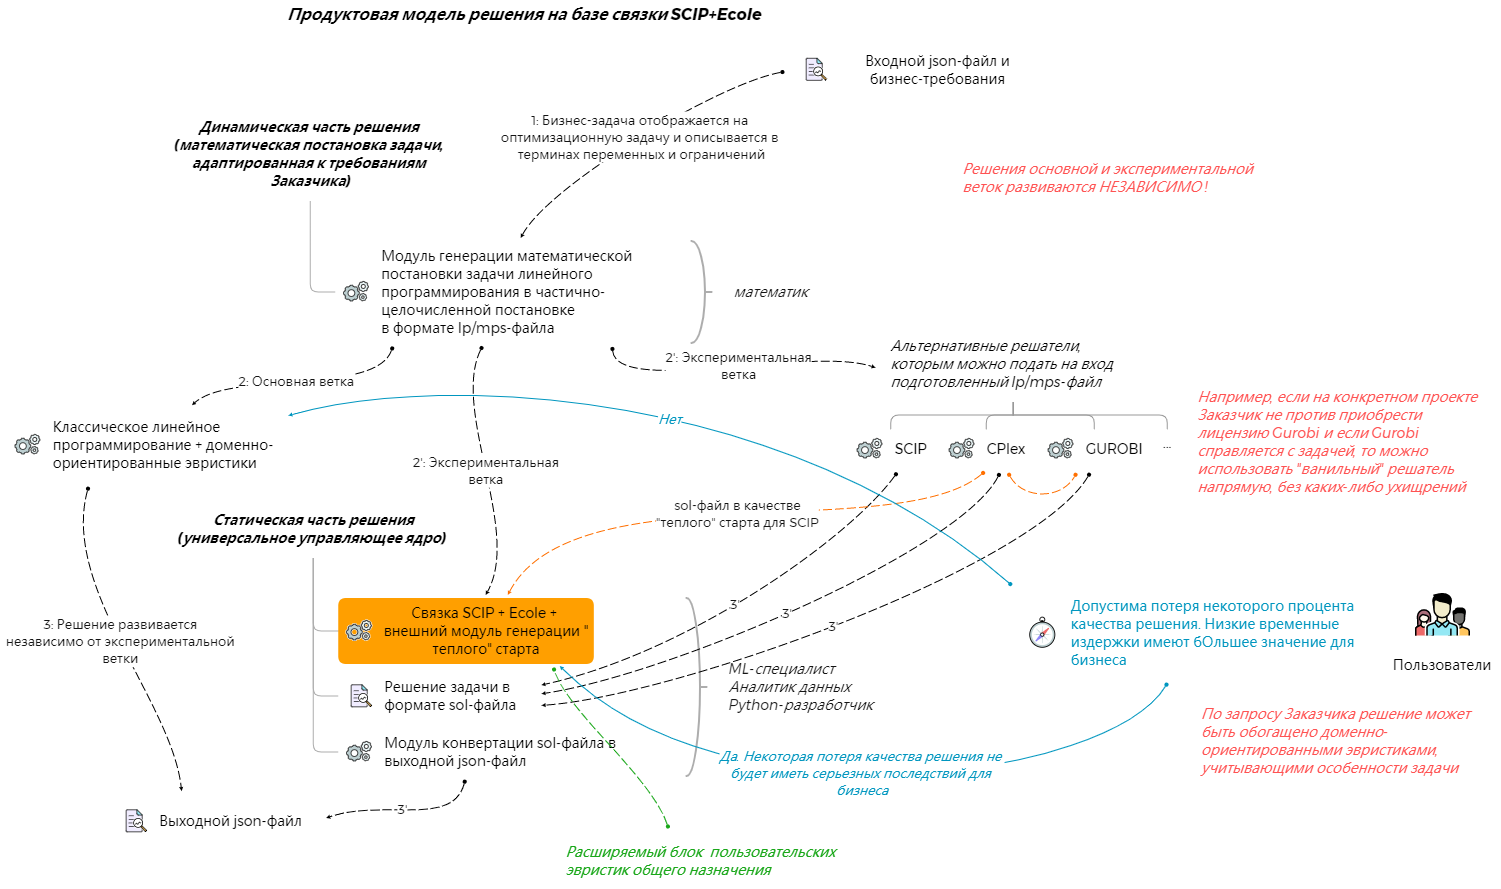 Продуктовая модель решения на базе связки SCIP+Ecole
Входной json-файл и
бизнес-требования
1: Бизнес-задача отображается на
оптимизационную задачу и описывается в
терминах переменных и ограничений
Динамическая часть решения
(математическая постановка задачи,
адаптированная к требованиям
Заказчика)
Решения основной и экспериментальной
веток развиваются НЕЗАВИСИМО!
Модуль генерации математической
постановки задачи линейного
программирования в частично-
целочисленной постановке
в формате lp/mps-файла
математик
2: Основная ветка
2': Экспериментальная
ветка
2': Экспериментальная
ветка
Альтернативные решатели,
которым можно подать на вход
подготовленный lp/mps-файл
SCIP
CPlex
GUROBI
...
Например, если на конкретном проекте
Заказчик не против приобрести
лицензию Gurobi и если Gurobi
справляется с задачей, то можно
использовать "ванильный" решатель
напрямую, без каких-либо ухищрений
Классическое линейное
программирование + доменно-
ориентированные эвристики
Нет
sol-файл в качестве
"теплого" старта для SCIP
Статическая часть решения
(универсальное управляющее ядро)
3: Решение развивается
независимо от экспериментальной
ветки
Связка SCIP + Ecole +
внешний модуль генерации "
теплого" старта
3'
3'
3'
Решение задачи в
формате sol-файла
Модуль конвертации sol-файла в
выходной json-файл
ML-специалист
Аналитик данных
Python-разработчик
Допустима потеря некоторого процента
качества решения. Низкие временные
издержки имеют бОльшее значение для
бизнеса
Пользователи
По запросу Заказчика решение может
быть обогащено доменно-
ориентированными эвристиками,
учитывающими особенности задачи
Да. Некоторая потеря качества решения не
будет иметь серьезных последствий для
бизнеса
3'
Выходной json-файл
Расширяемый блок пользовательских
эвристик общего назначения